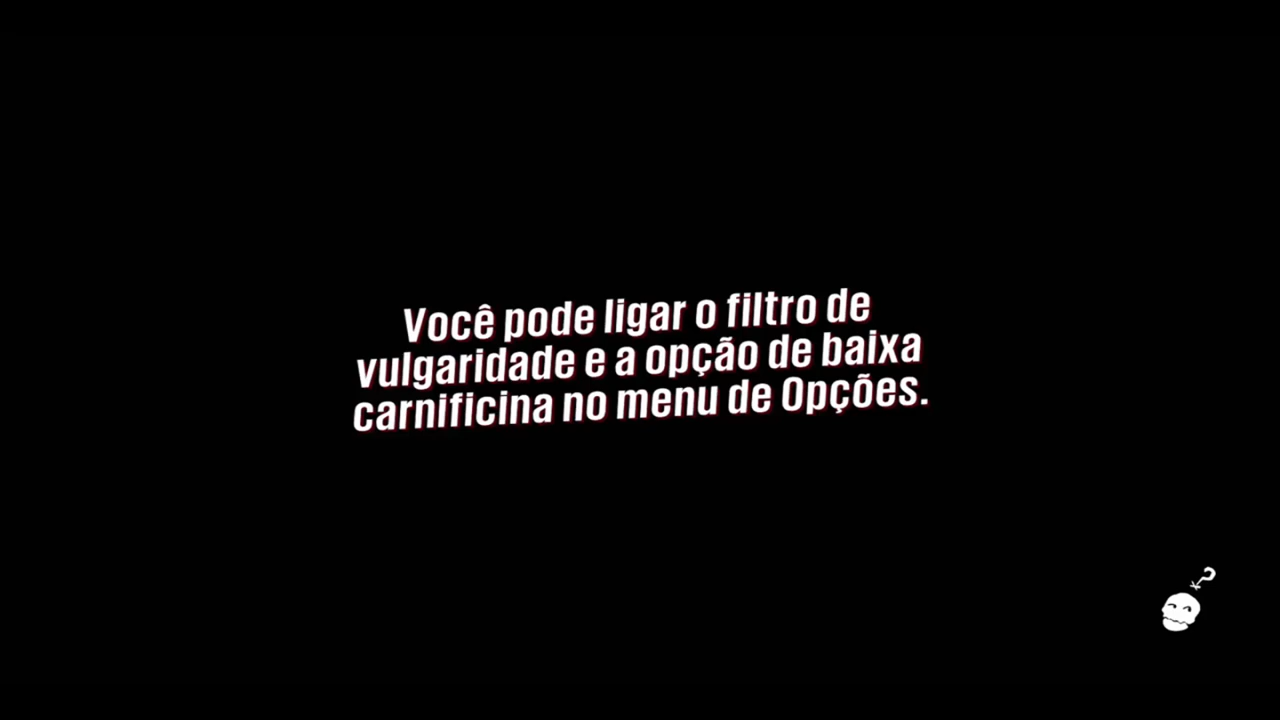 Você pode ligar o filtro de
vulgaridade e a opção de baixa
carnificina no menu de Opções.